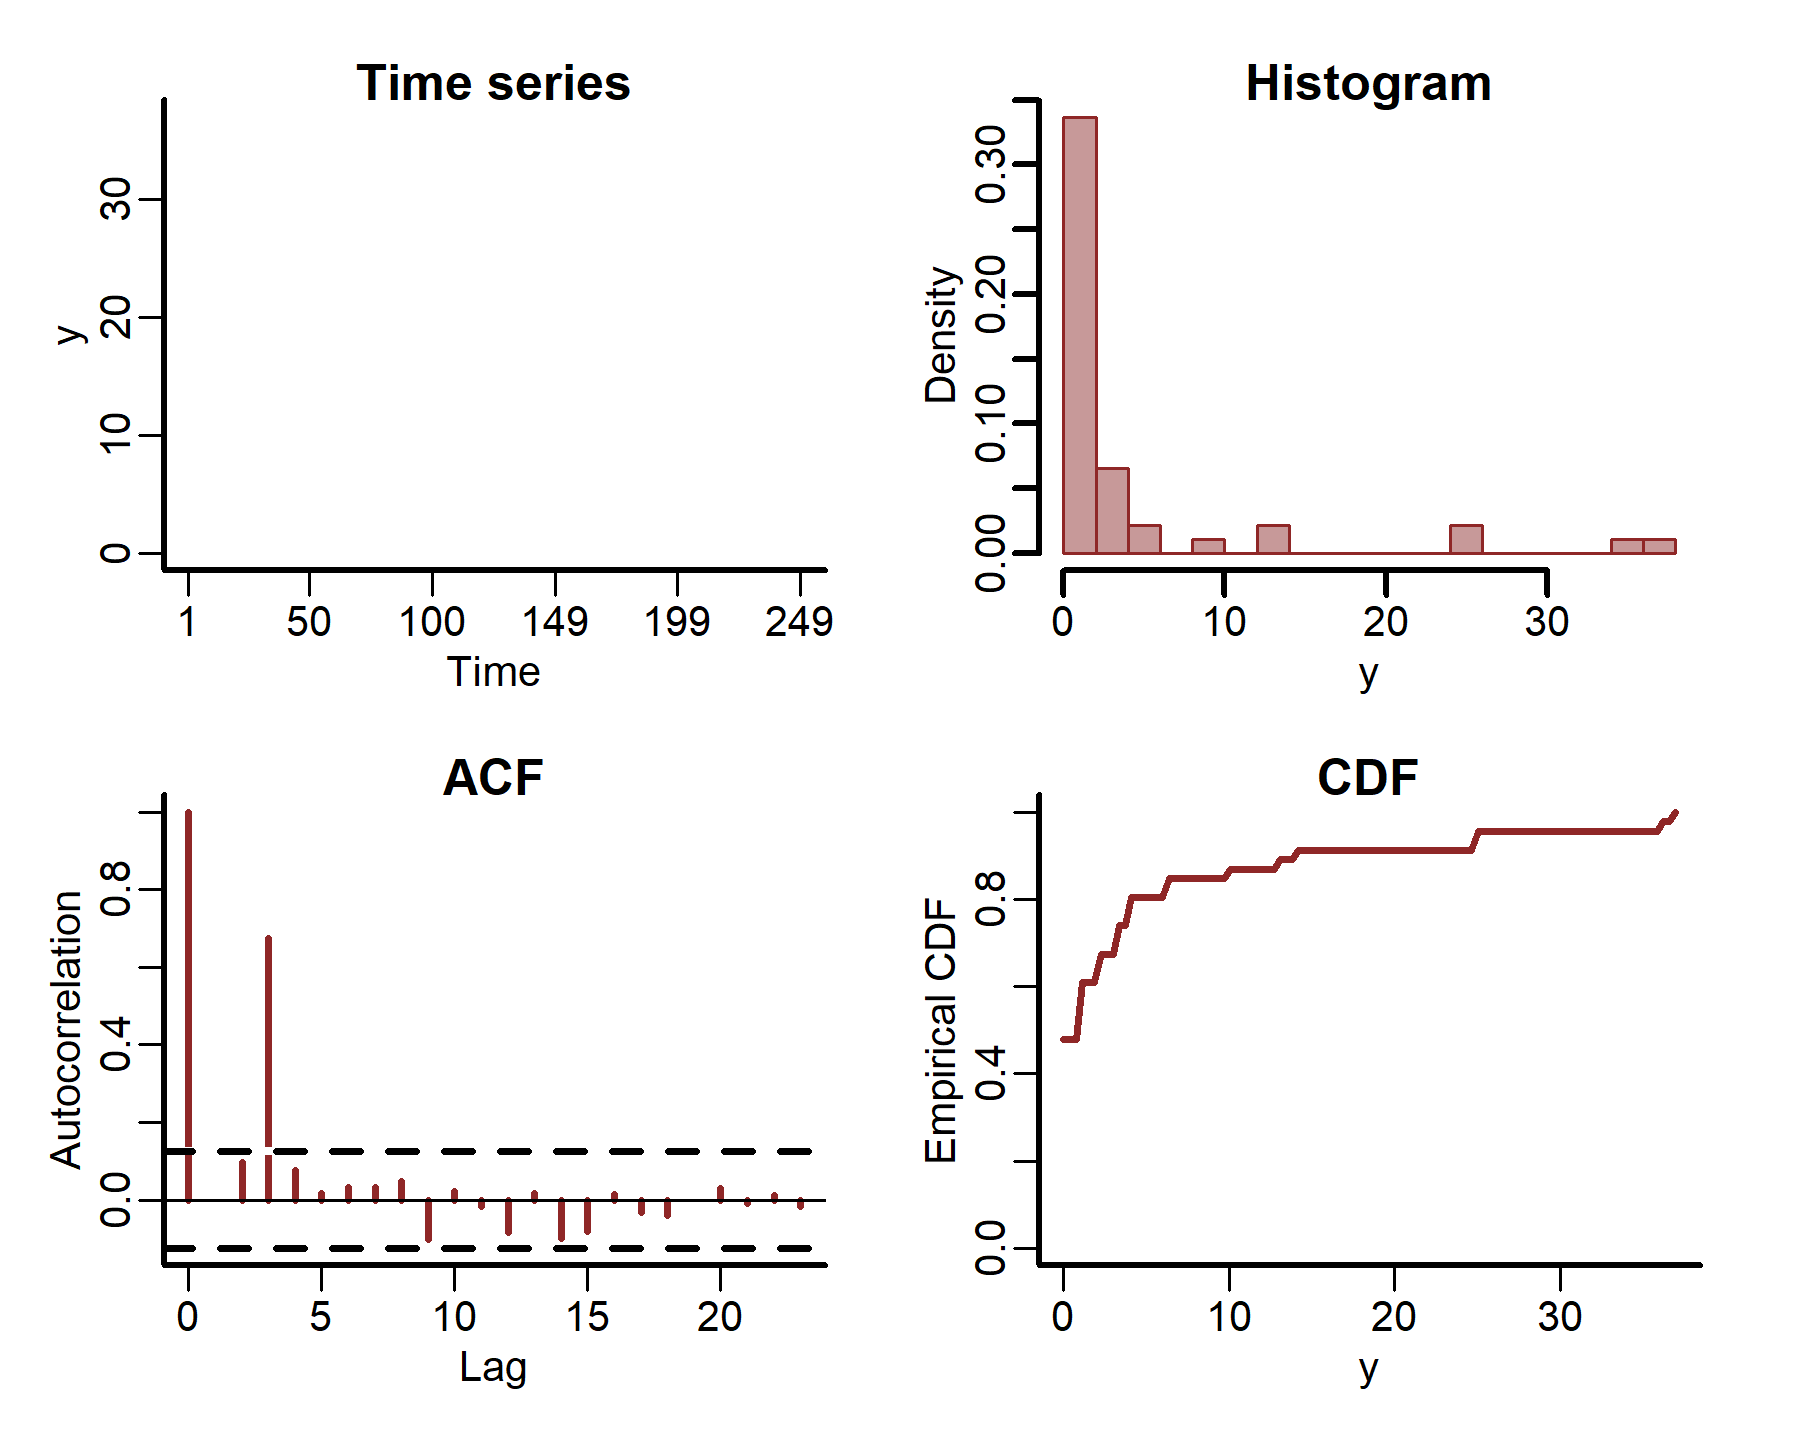 Time series
y
0
10
20
30
1 50 100 149 199 249
Time
Histogram
Density
0.00
0.10
0.20
0.30
0 10 20 30
y
ACF
Autocorrelation
0.0
0.4
0.8
0 5 10 15 20
Lag
CDF
Empirical CDF
0.0
0.4
0.8
0 10 20 30
y